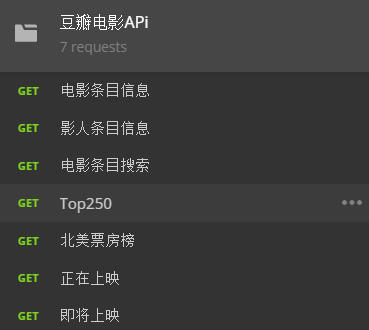 豆瓣电影APi
7 requests
GET 电影条目信息
GET 影人条目信息
GET 电影条目搜索
GET Top250
GET 北美票房榜
GET 正在上映
GET 即将上映